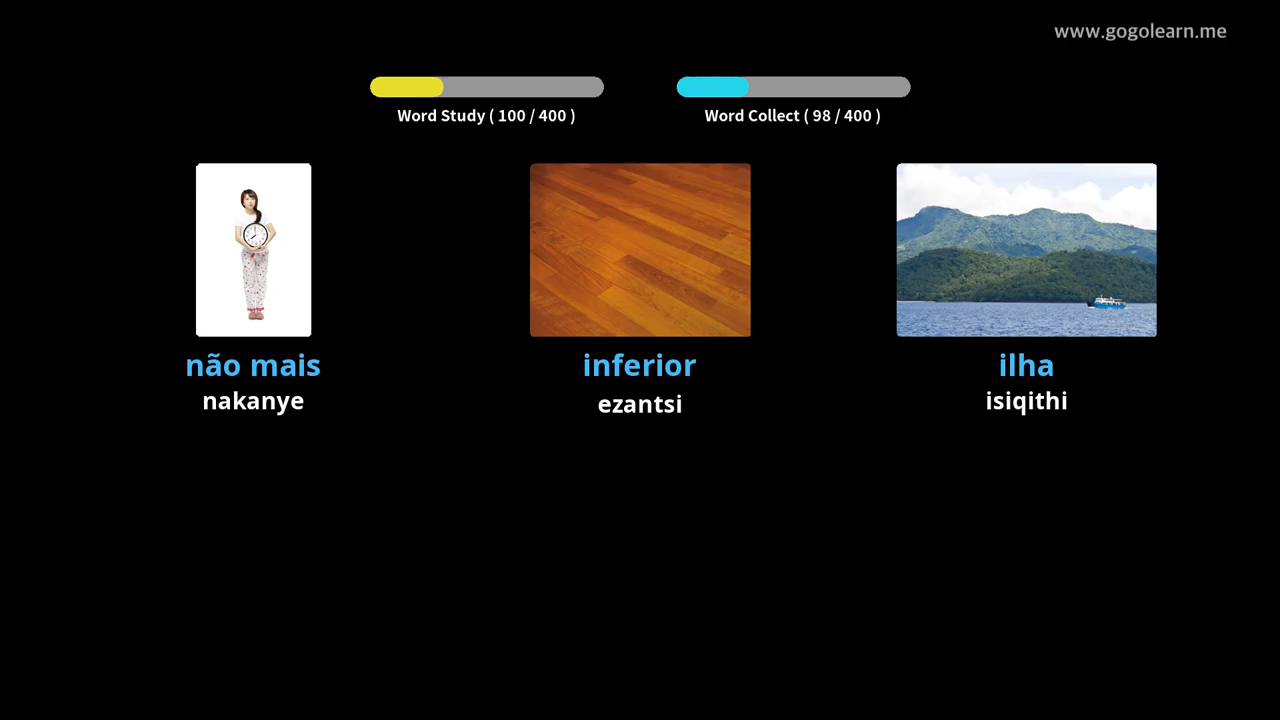 www.gogolearn.me
Word Study ( 100 / 400 )
Word Collect ( 98 / 400 )
não mais
nakanye
inferior
ezantsi
ilha
isiqithi